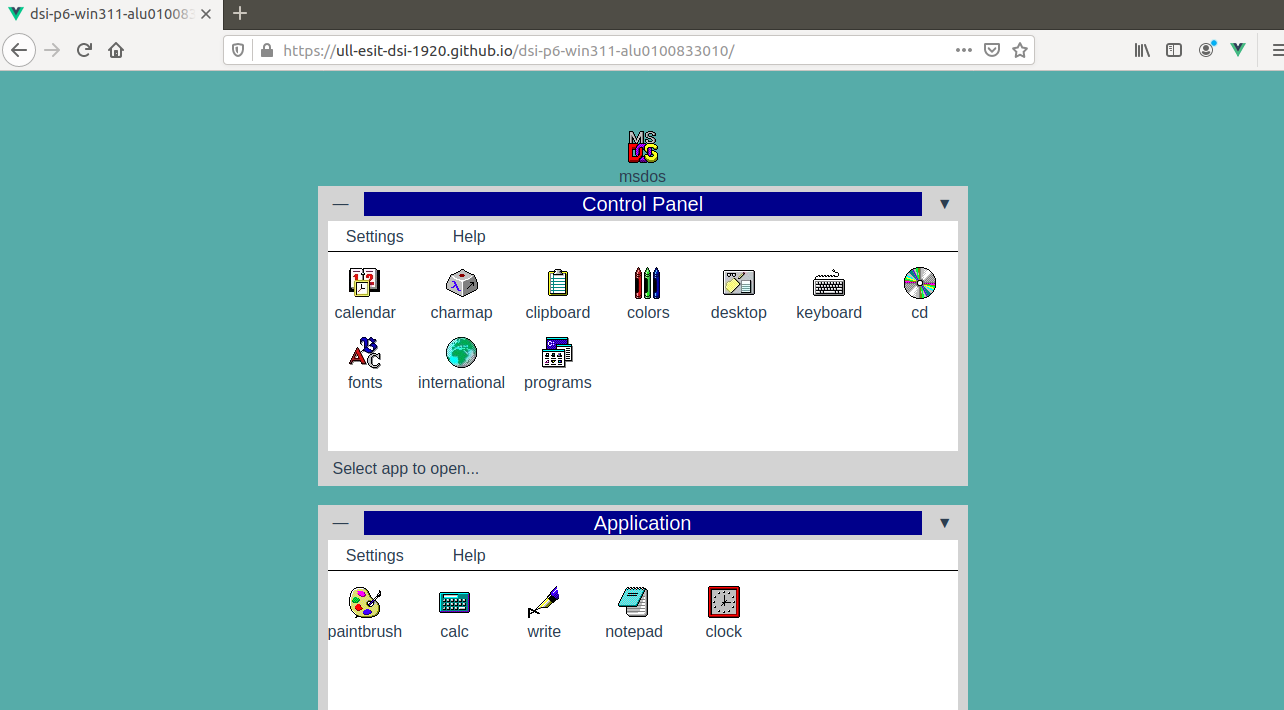 dsi-p6-win311-alu010083
https://ull-esit-dsi-1920.github.io/dsi-p6-win311-alu0100833010/
MS
DOS
msdos
Control Panel
Settings Help
calendar charmap clipboard colors desktop keyboard cd
fonts international programs
Select app to open...
Application
Settings Help
paintbrush calc write notepad clock